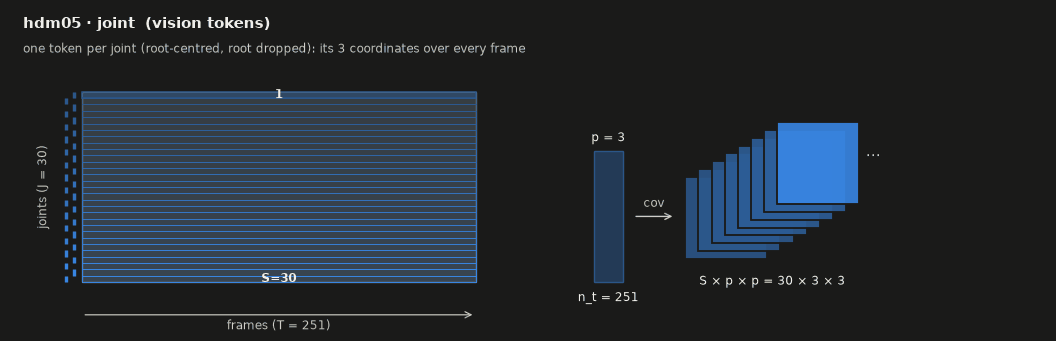 hdm05 · joint (vision tokens)
one token per joint (root-centred, root dropped): its 3 coordinates over every frame
1
joints (J = 30)
S=30
frames (T = 251)
p = 3
cov
n_t = 251
...
S × p × p = 30 × 3 × 3